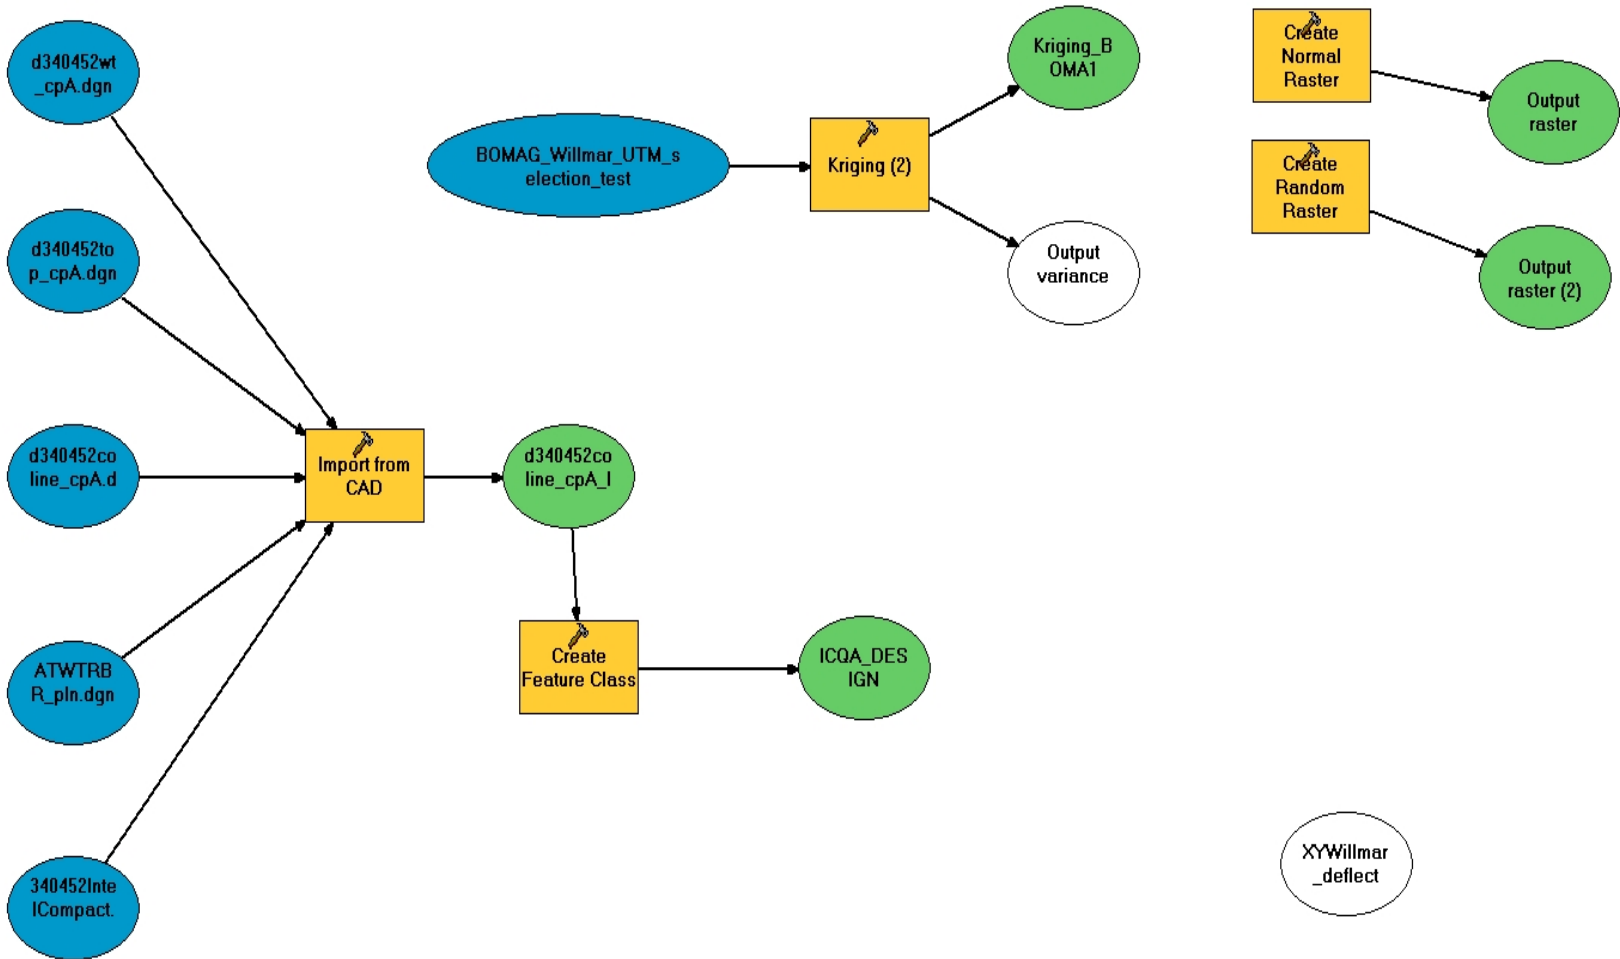 d340452wt
_cpA.dgn
Kriging_B
OMA1
Create
Normal
Raster
Output
raster
BOMAG_Willmar_UTM_s
election_test
Kriging (2)
Create
Random
Raster
d340452to
p_cpA.dgn
Output
variance
Output
raster (2)
d340452co
line_cpA.d
Import from
CAD
d340452co
line_cpA_I
ATWTRB
R_pln.dgn
Create
Feature Class
ICQA_DES
IGN
340452Inte
lCompact.
XYWillmar
_deflect